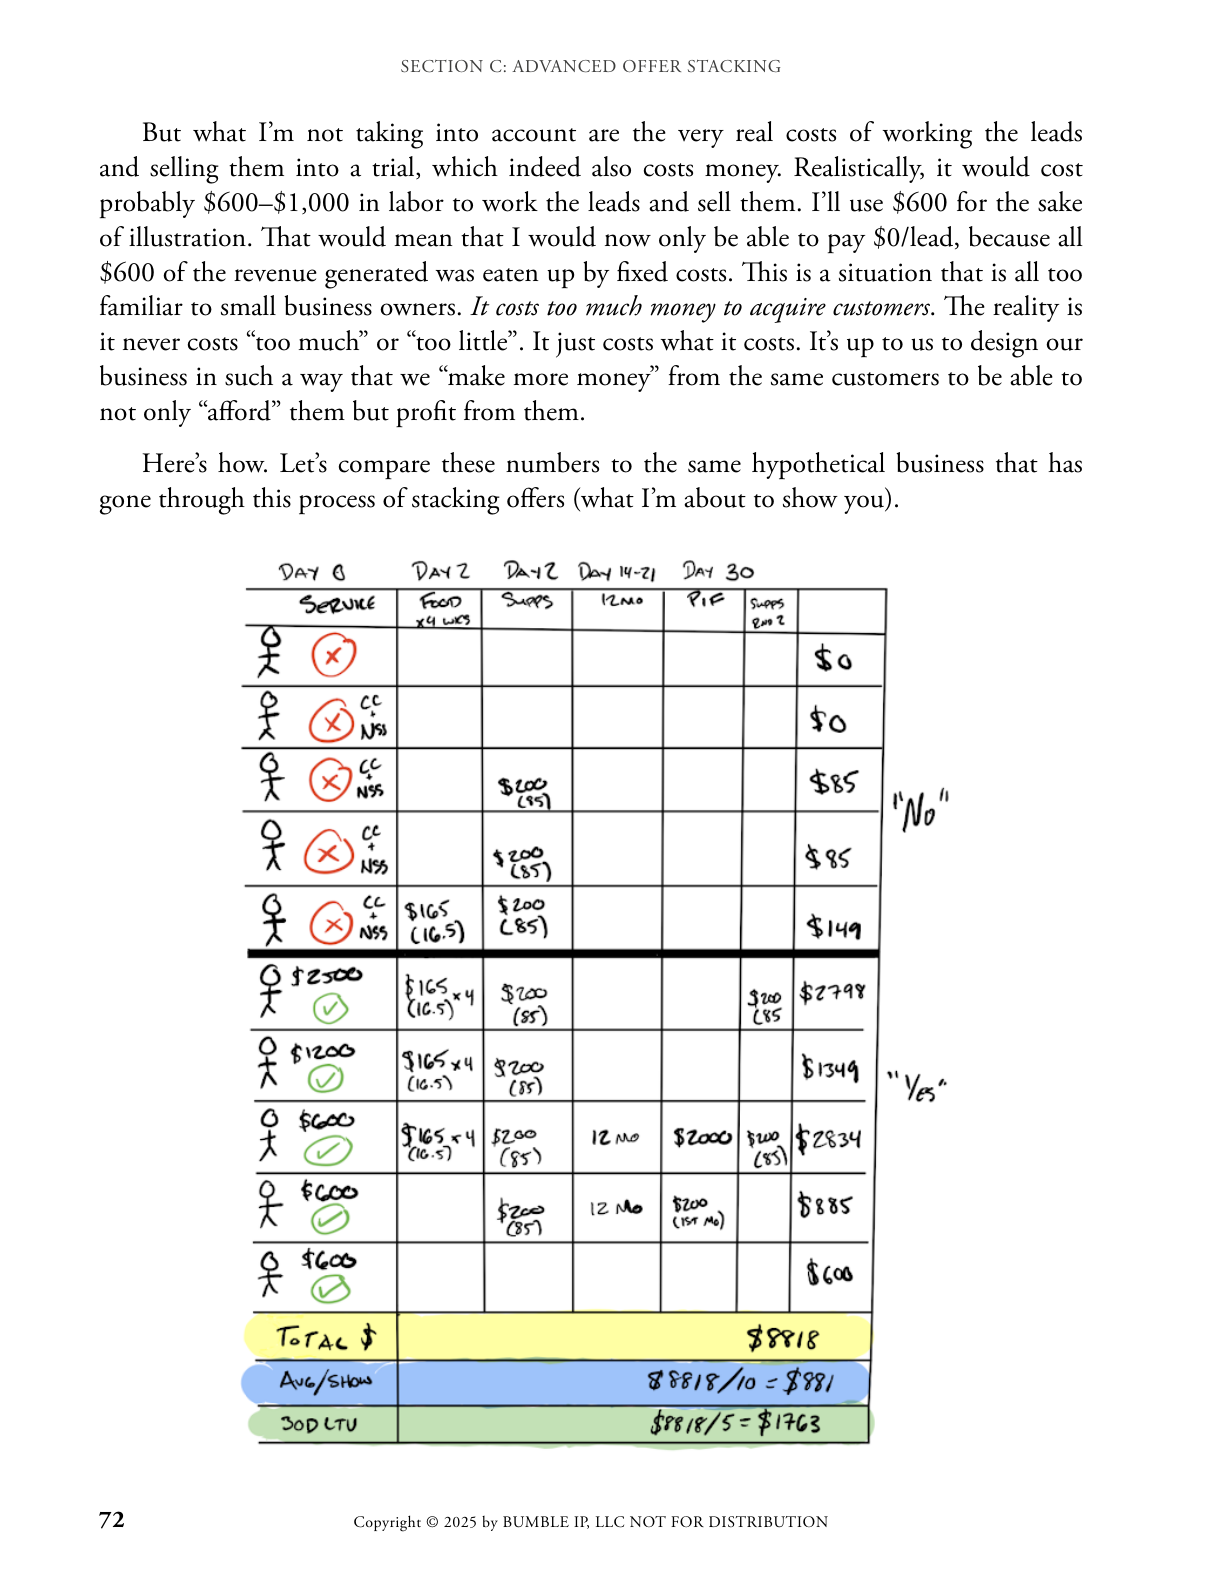 SECTION C: ADVANCED OFFER STACKING
But what I'm not taking into account are the very real costs of working the leads
and selling them into a trial, which indeed also costs money. Realistically, it would cost
probably $600–$1,000 in labor to work the leads and sell them. I'll use $600 for the sake
of illustration. That would mean that I would now only be able to pay $0/lead, because all
$600 of the revenue generated was eaten up by fixed costs. This is a situation that is all too
familiar to small business owners. It costs too much money to acquire customers. The reality is
it never costs “too much” or “too little”. It just costs what it costs. It's up to us to design our
business in such a way that we “make more money” from the same customers to be able to
not only “afford” them but profit from them.
Here's how. Let's compare these numbers to the same hypothetical business that has
gone through this process of stacking offers (what I'm about to show you).
DAY 0 DAY 2 DAY 2 DAY 14-21 DAY 30
SERVICE FOOD SUPPS 12MO PIF SUPPS
x4 WKS RND 2
X $0
X CC + NSS $0
X CC + NSS $200 (85) $85
"No"
X CC + NSS $200 (85) $85
X CC + NSS $165 (16.5) $200 (85) $149
$2500 $165 x4 (16.5) $200 (85) $200 (85 $2798
$1200 $165 x4 (16.5) $200 (85) $1349
"Yes"
$600 $165 x4 (16.5) $200 (85) 12 MO $2000 $200 (85) $2834
$600 $200 (85) 12 Mo $200 (1ST MO) $885
$600 $600
TOTAL $ $8818
AVG/SHOW $8818/10 = $881
30D LTU $8818/5 = $1763
72
Copyright © 2025 by BUMBLE IP, LLC NOT FOR DISTRIBUTION